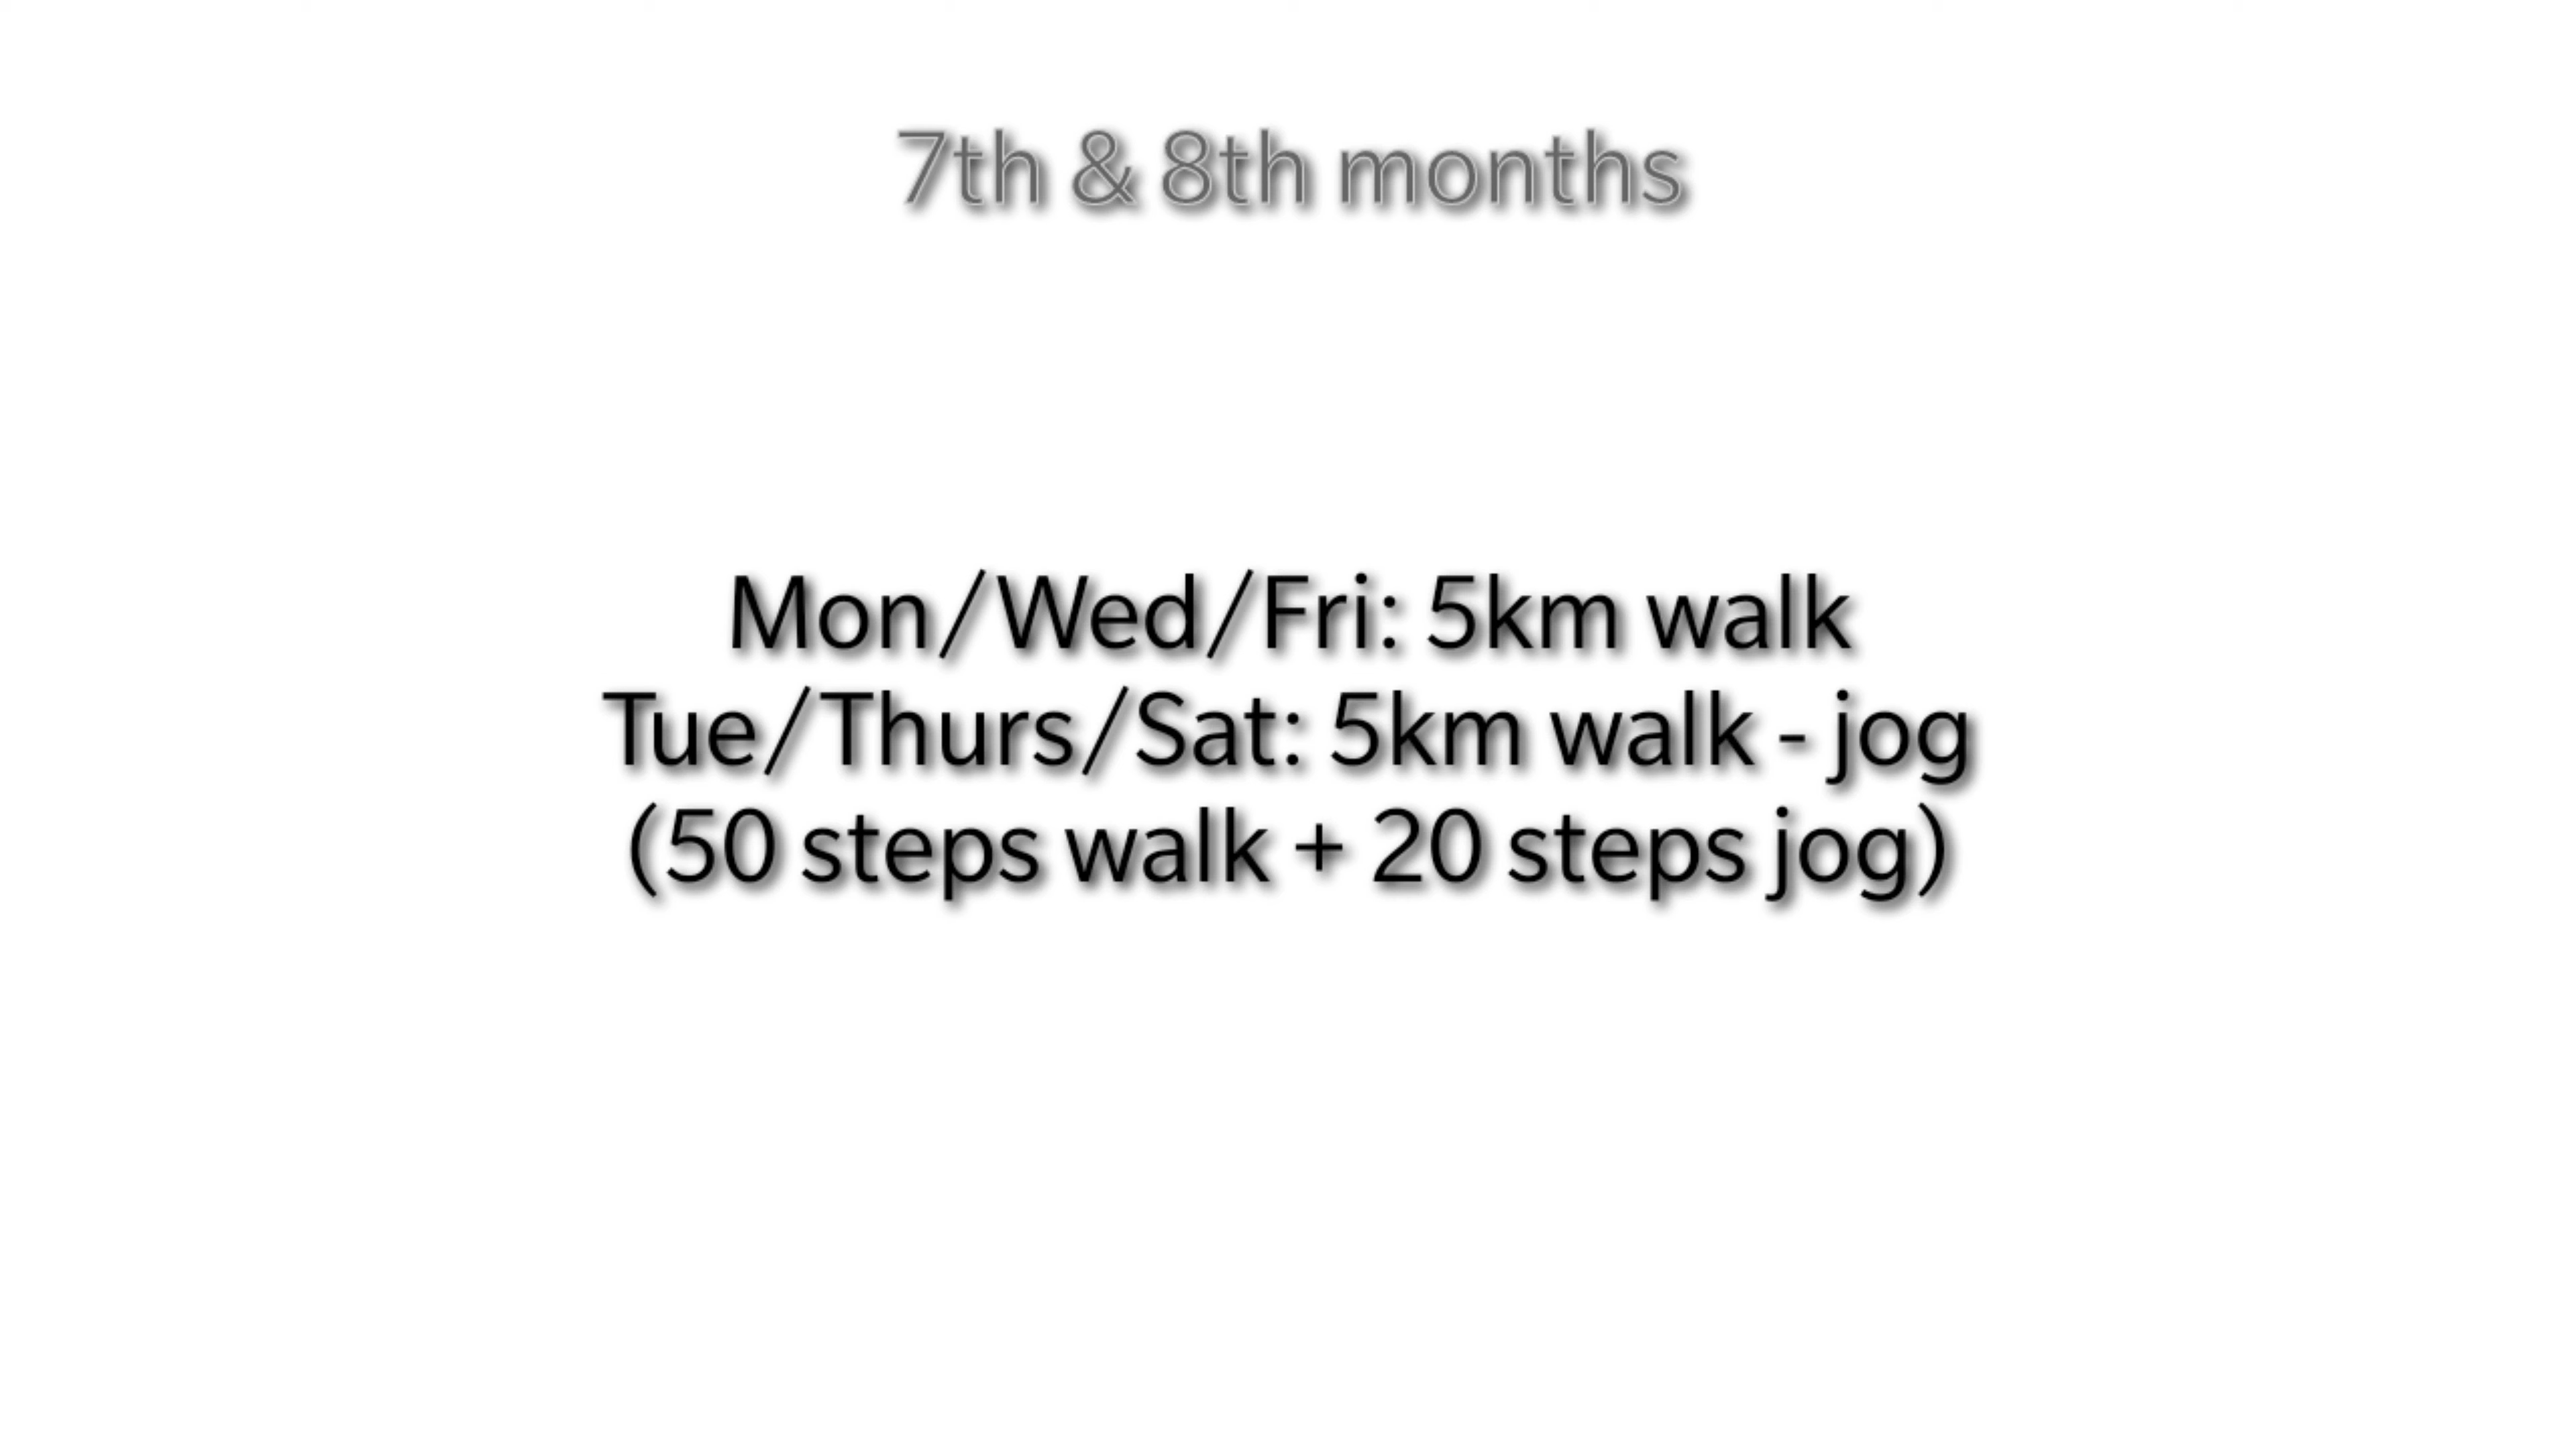 7th & 8th months
Mon/Wed/Fri: 5km walk
Tue/Thurs/Sat: 5km walk - jog
(50 steps walk + 20 steps jog)